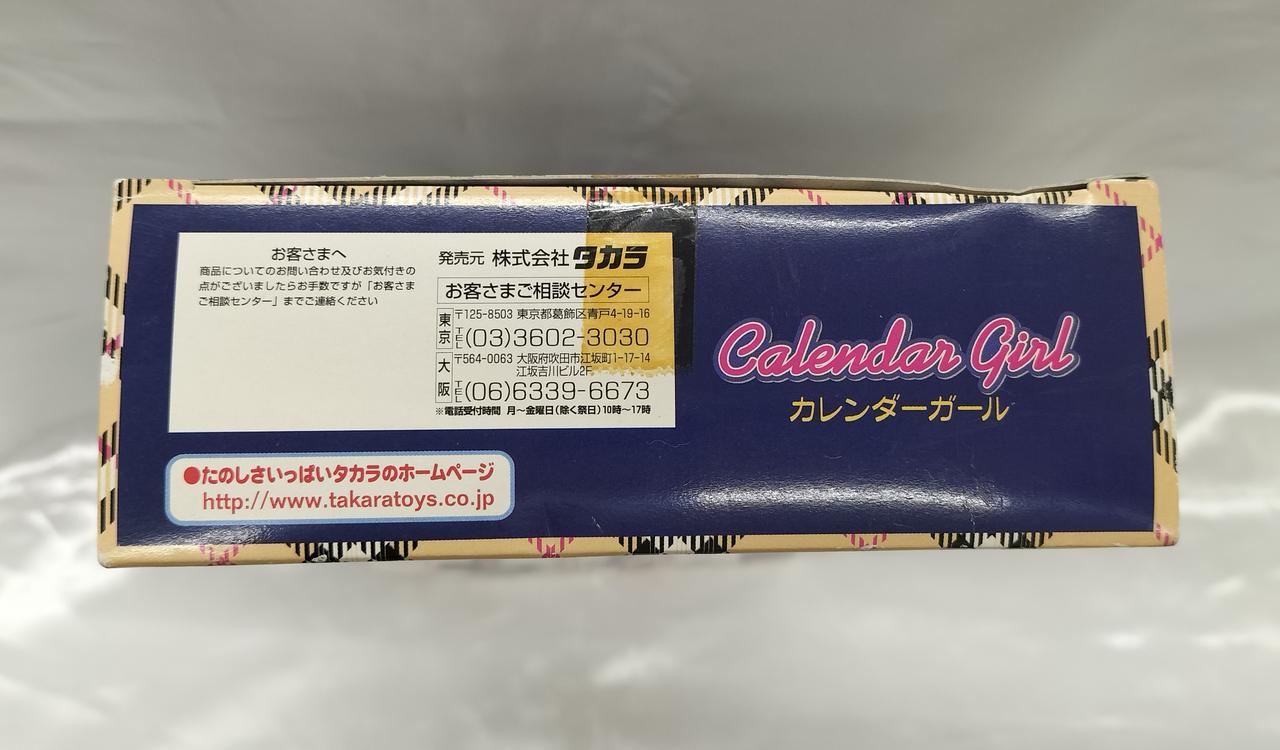 お客さまへ
商品についてのお問い合わせ及びお気付きの
点がございましたらお手数ですが「お客さま
ご相談センター」までご連絡ください
発売元 株式会社タカラ
お客さまご相談センター
東京 〒125-8503 東京都葛飾区青戸4-19-16
TEL(03)3602-3030
大阪 〒564-0063 大阪府吹田市江坂町1-17-14
江坂吉川ビル2F
TEL(06)6339-6673
※電話受付時間 月〜金曜日(除く祭日)10時〜17時
●たのしさいっぱいタカラのホームページ
http://www.takaratoys.co.jp
Calendar Girl
カレンダーガール